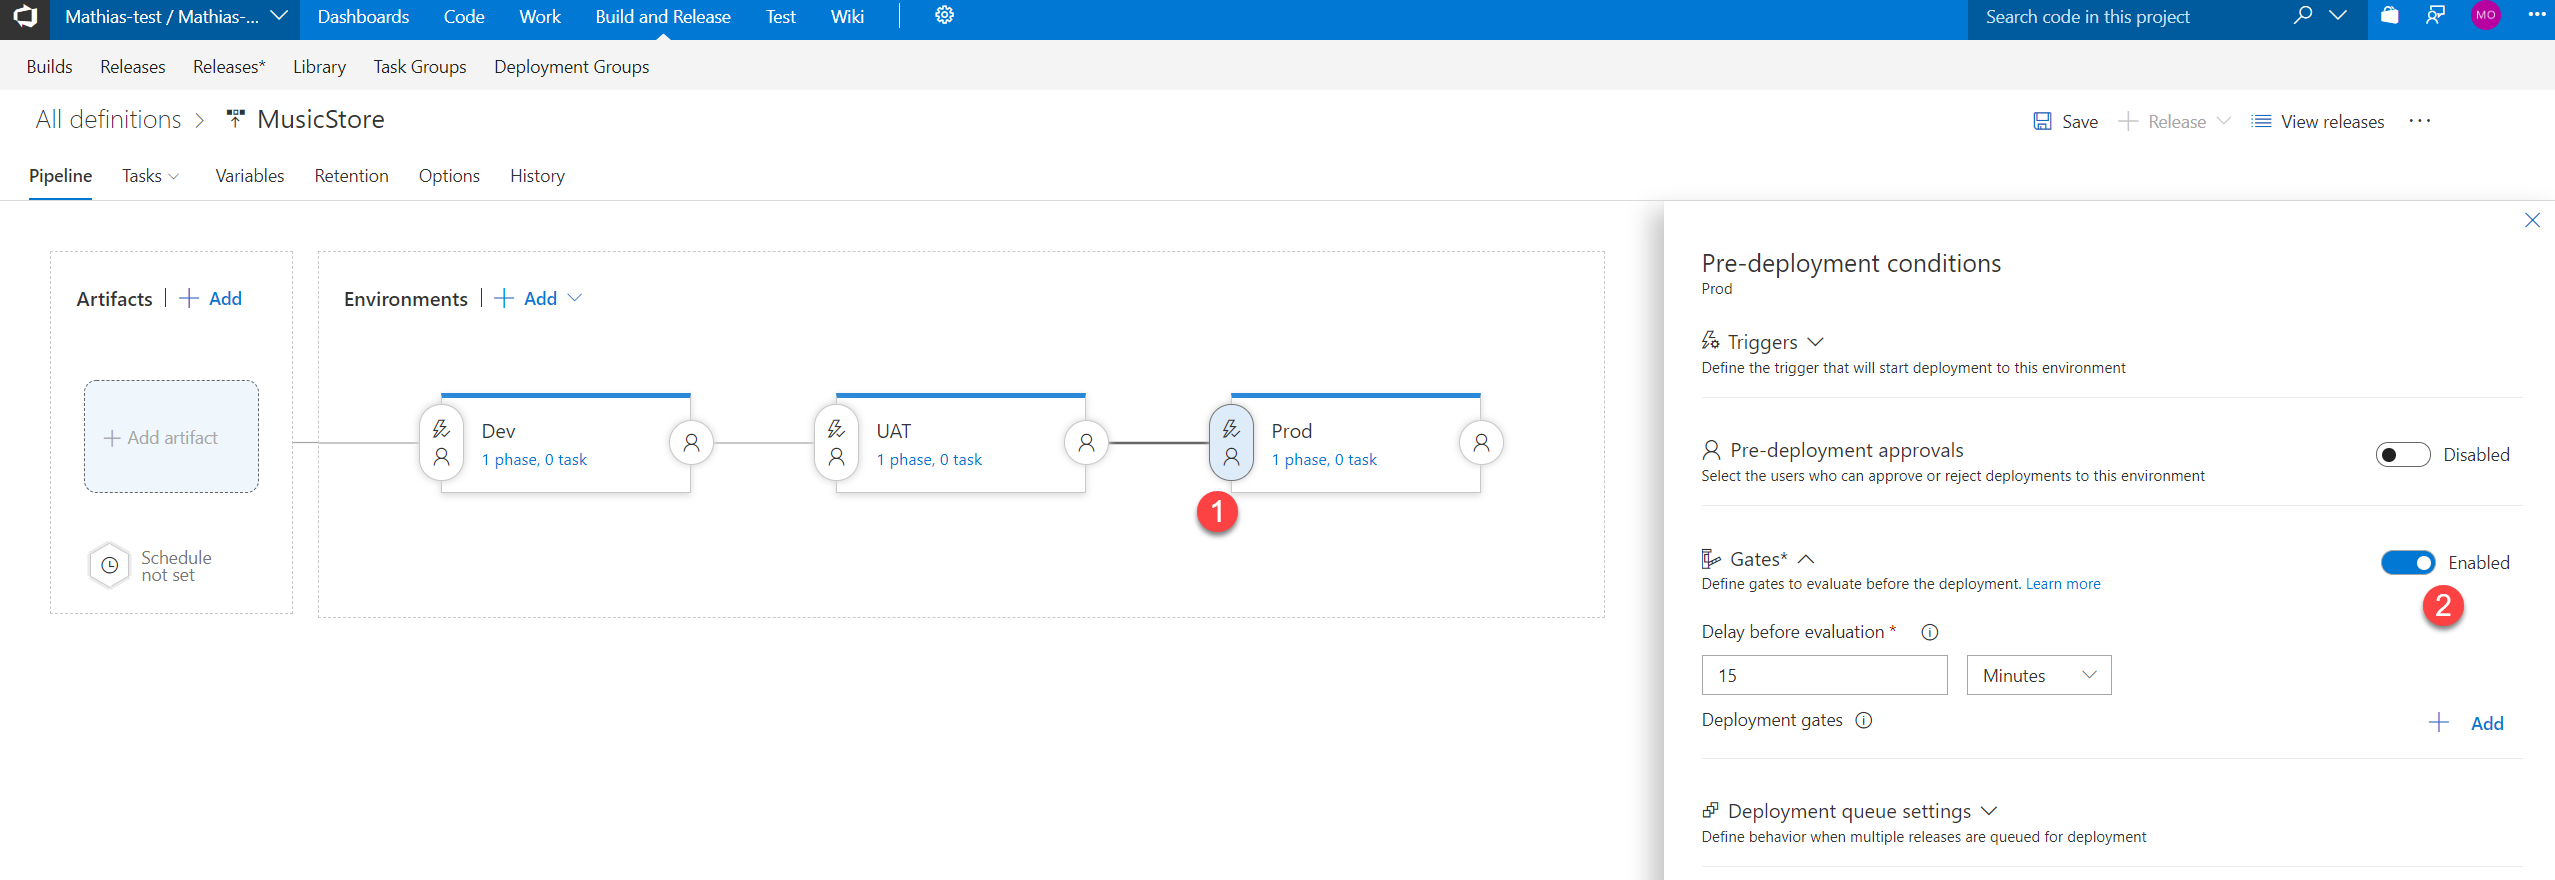 Mathias-test / Mathias-...
Dashboards Code Work Build and Release Test Wiki
Search code in this project
MO
Builds Releases Releases* Library Task Groups Deployment Groups
All definitions > MusicStore
Save + Release View releases ...
Pipeline Tasks Variables Retention Options History
Artifacts | + Add
Environments | + Add
+ Add artifact
Schedule
not set
Dev
1 phase, 0 task
UAT
1 phase, 0 task
Prod
1 phase, 0 task
1
Pre-deployment conditions
Prod
Triggers
Define the trigger that will start deployment to this environment
Pre-deployment approvals
Disabled
Select the users who can approve or reject deployments to this environment
Gates*
Enabled
Define gates to evaluate before the deployment. Learn more
2
Delay before evaluation *
15 Minutes
Deployment gates
+ Add
Deployment queue settings
Define behavior when multiple releases are queued for deployment